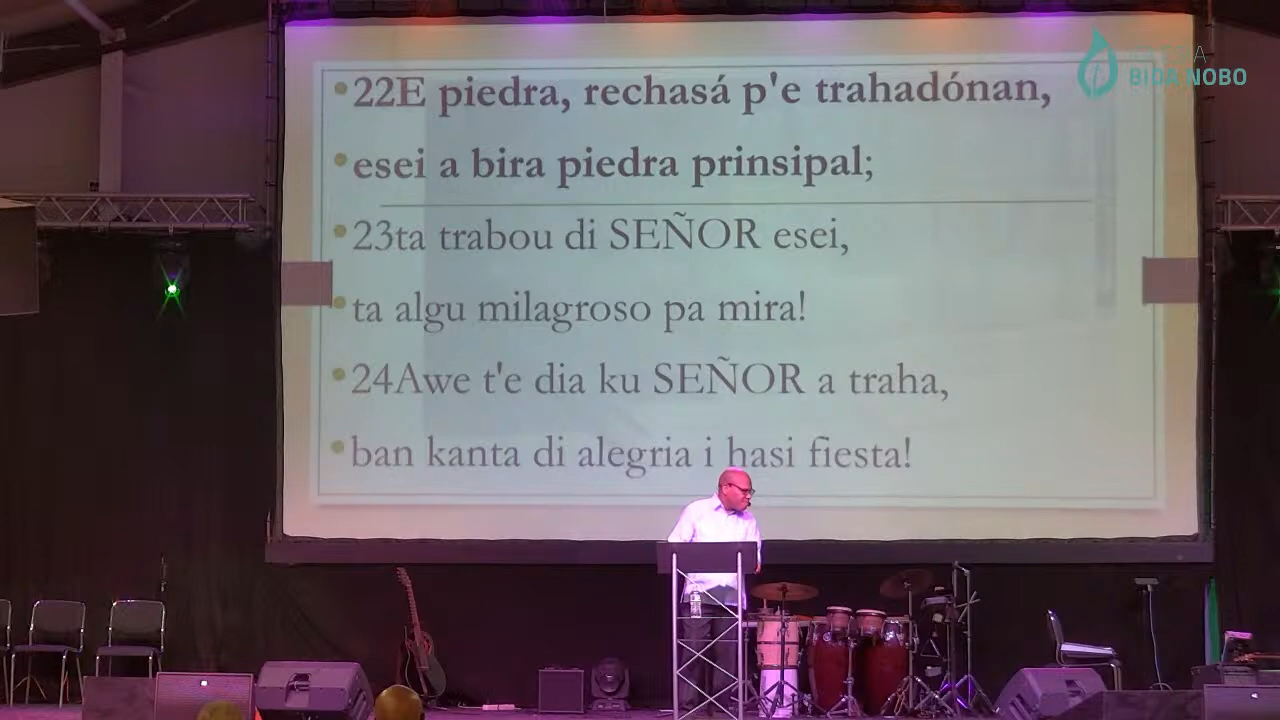 •22E piedra, rechasá p'e trahadónan,
•esei a bira piedra prinsipal;
•23ta trabou di SEÑOR esei,
•ta algu milagroso pa mira!
•24Awe t'e dia ku SEÑOR a traha,
•ban kanta di alegria i hasi fiesta!
BIDA NOBO